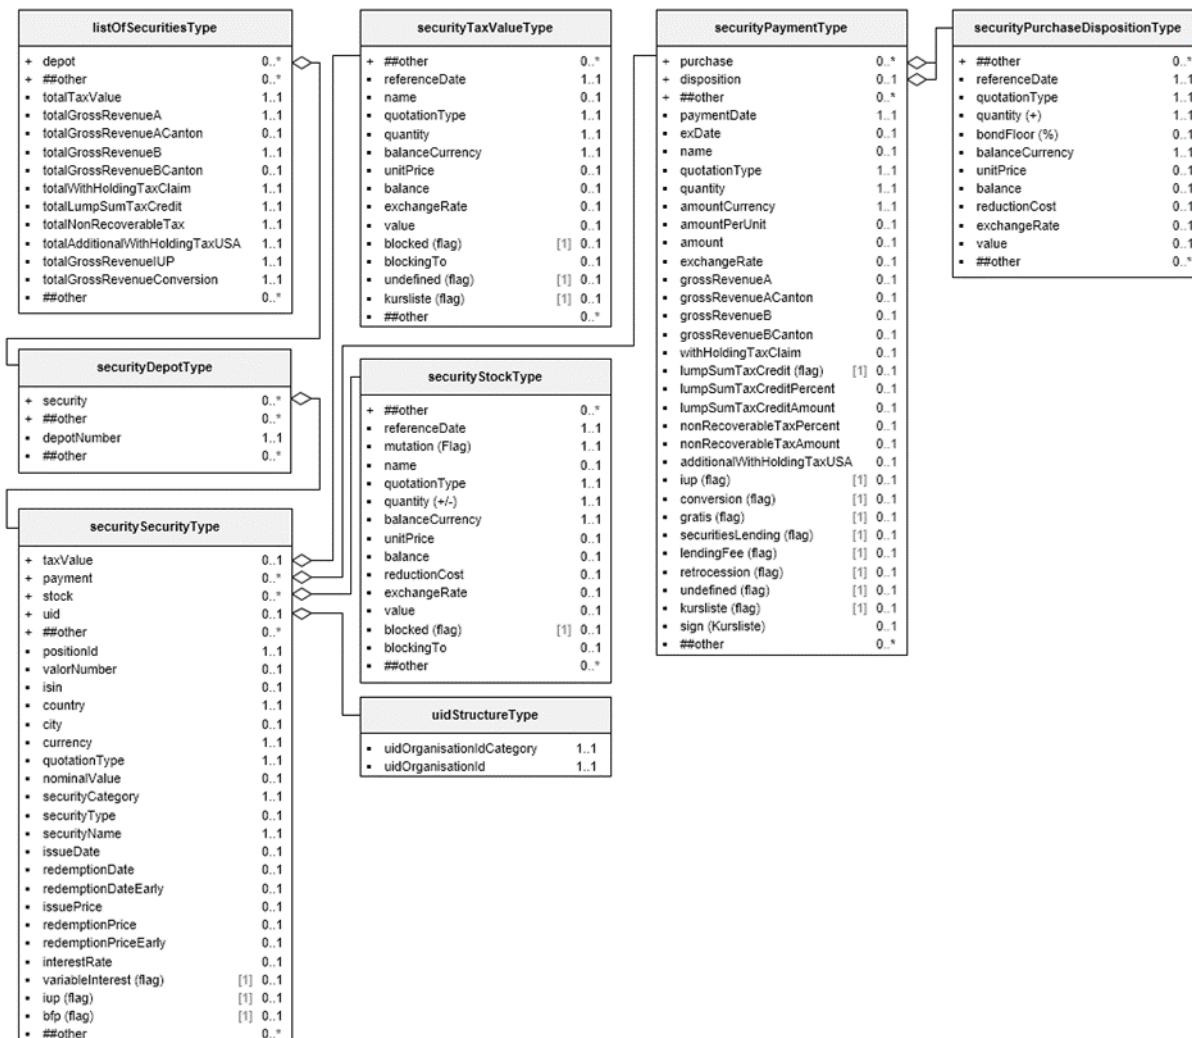 listOfSecuritiesType
+ depot 0..*
+ ##other 0..*
▪ totalTaxValue 1..1
▪ totalGrossRevenueA 1..1
▪ totalGrossRevenueACanton 0..1
▪ totalGrossRevenueB 1..1
▪ totalGrossRevenueBCanton 0..1
▪ totalWithHoldingTaxClaim 1..1
▪ totalLumpSumTaxCredit 1..1
▪ totalNonRecoverableTax 1..1
▪ totalAdditionalWithHoldingTaxUSA 1..1
▪ totalGrossRevenueIUP 1..1
▪ totalGrossRevenueConversion 1..1
▪ ##other 0..*
securityDepotType
+ security 0..*
+ ##other 0..*
▪ depotNumber 1..1
▪ ##other 0..*
securitySecurityType
+ taxValue 0..1
+ payment 0..*
+ stock 0..*
+ uid 0..1
+ ##other 0..*
▪ positionId 1..1
▪ valorNumber 0..1
▪ isin 0..1
▪ country 1..1
▪ city 0..1
▪ currency 1..1
▪ quotationType 1..1
▪ nominalValue 0..1
▪ securityCategory 1..1
▪ securityType 0..1
▪ securityName 1..1
▪ issueDate 0..1
▪ redemptionDate 0..1
▪ redemptionDateEarly 0..1
▪ issuePrice 0..1
▪ redemptionPrice 0..1
▪ redemptionPriceEarly 0..1
▪ interestRate 0..1
▪ variableInterest (flag) [1] 0..1
▪ iup (flag) [1] 0..1
▪ bfp (flag) [1] 0..1
▪ ##other 0..*
securityTaxValueType
+ ##other 0..*
▪ referenceDate 1..1
▪ name 0..1
▪ quotationType 1..1
▪ quantity 1..1
▪ balanceCurrency 1..1
▪ unitPrice 0..1
▪ balance 0..1
▪ exchangeRate 0..1
▪ value 0..1
▪ blocked (flag) [1] 0..1
▪ blockingTo 0..1
▪ undefined (flag) [1] 0..1
▪ kursliste (flag) [1] 0..1
▪ ##other 0..*
securityStockType
+ ##other 0..*
▪ referenceDate 1..1
▪ mutation (Flag) 1..1
▪ name 0..1
▪ quotationType 1..1
▪ quantity (+/-) 1..1
▪ balanceCurrency 1..1
▪ unitPrice 0..1
▪ balance 0..1
▪ reductionCost 0..1
▪ exchangeRate 0..1
▪ value 0..1
▪ blocked (flag) [1] 0..1
▪ blockingTo 0..1
▪ ##other 0..*
uidStructureType
▪ uidOrganisationIdCategory 1..1
▪ uidOrganisationId 1..1
securityPaymentType
+ purchase 0..*
+ disposition 0..1
+ ##other 0..*
▪ paymentDate 1..1
▪ exDate 0..1
▪ name 0..1
▪ quotationType 1..1
▪ quantity 1..1
▪ amountCurrency 1..1
▪ amountPerUnit 0..1
▪ amount 0..1
▪ exchangeRate 0..1
▪ grossRevenueA 0..1
▪ grossRevenueACanton 0..1
▪ grossRevenueB 0..1
▪ grossRevenueBCanton 0..1
▪ withHoldingTaxClaim 0..1
▪ lumpSumTaxCredit (flag) [1] 0..1
▪ lumpSumTaxCreditPercent 0..1
▪ lumpSumTaxCreditAmount 0..1
▪ nonRecoverableTaxPercent 0..1
▪ nonRecoverableTaxAmount 0..1
▪ additionalWithHoldingTaxUSA 0..1
▪ iup (flag) [1] 0..1
▪ conversion (flag) [1] 0..1
▪ gratis (flag) [1] 0..1
▪ securitiesLending (flag) [1] 0..1
▪ lendingFee (flag) [1] 0..1
▪ retrocession (flag) [1] 0..1
▪ undefined (flag) [1] 0..1
▪ kursliste (flag) [1] 0..1
▪ sign (Kursliste) 0..1
▪ ##other 0..*
securityPurchaseDispositionType
+ ##other 0..*
▪ referenceDate 1..1
▪ quotationType 1..1
▪ quantity (+) 1..1
▪ bondFloor (%) 0..1
▪ balanceCurrency 1..1
▪ unitPrice 0..1
▪ balance 0..1
▪ reductionCost 0..1
▪ exchangeRate 0..1
▪ value 0..1
▪ ##other 0..*